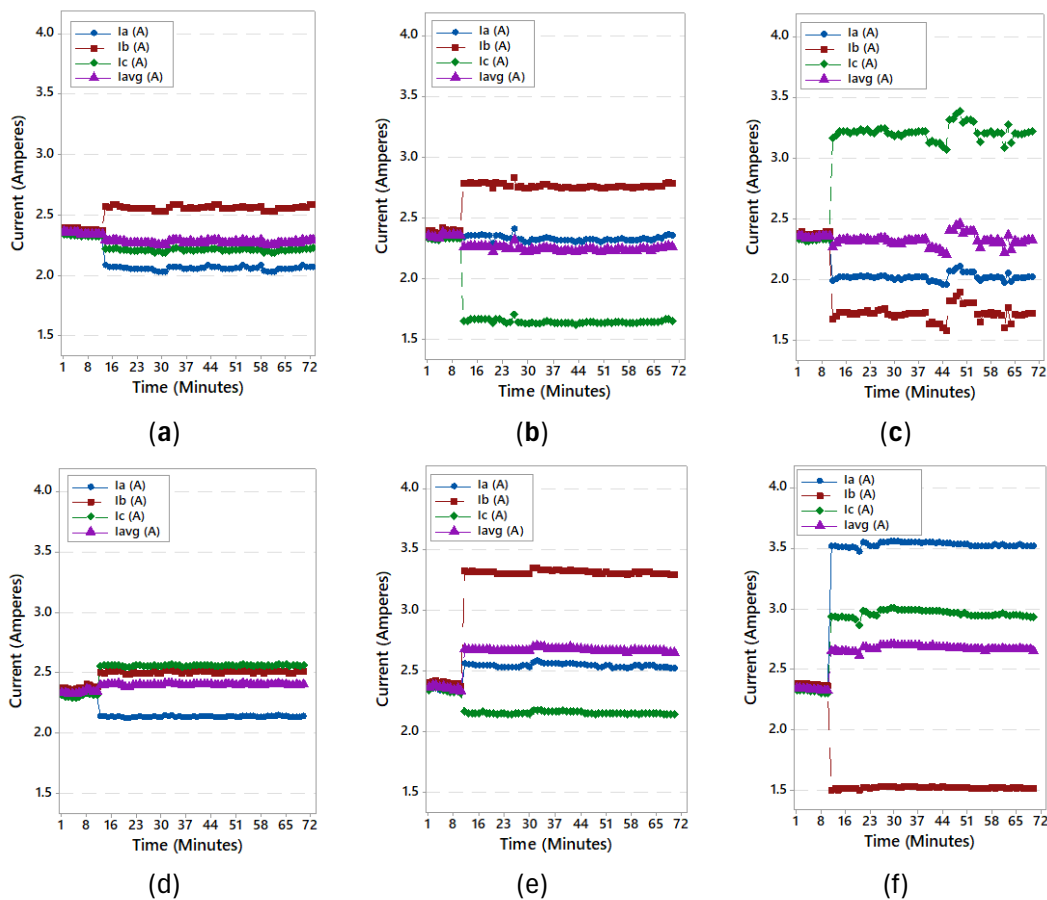 4.0
3.5
3.0
2.5
2.0
1.5
Current (Amperes)
Ia (A)
Ib (A)
Ic (A)
Iavg (A)
1 8 16 23 30 37 44 51 58 65 72
Time (Minutes)
(a)
4.0
3.5
3.0
2.5
2.0
1.5
Current (Amperes)
Ia (A)
Ib (A)
Ic (A)
Iavg (A)
1 8 16 23 30 37 44 51 58 65 72
Time (Minutes)
(b)
4.0
3.5
3.0
2.5
2.0
1.5
Current (Amperes)
Ia (A)
Ib (A)
Ic (A)
Iavg (A)
1 8 16 23 30 37 44 51 58 65 72
Time (Minutes)
(c)
4.0
3.5
3.0
2.5
2.0
1.5
Current (Amperes)
Ia (A)
Ib (A)
Ic (A)
Iavg (A)
1 8 16 23 30 37 44 51 58 65 72
Time (Minutes)
(d)
4.0
3.5
3.0
2.5
2.0
1.5
Current (Amperes)
Ia (A)
Ib (A)
Ic (A)
Iavg (A)
1 8 16 23 30 37 44 51 58 65 72
Time (Minutes)
(e)
4.0
3.5
3.0
2.5
2.0
1.5
Current (Amperes)
Ia (A)
Ib (A)
Ic (A)
Iavg (A)
1 8 16 23 30 37 44 51 58 65 72
Time (Minutes)
(f)